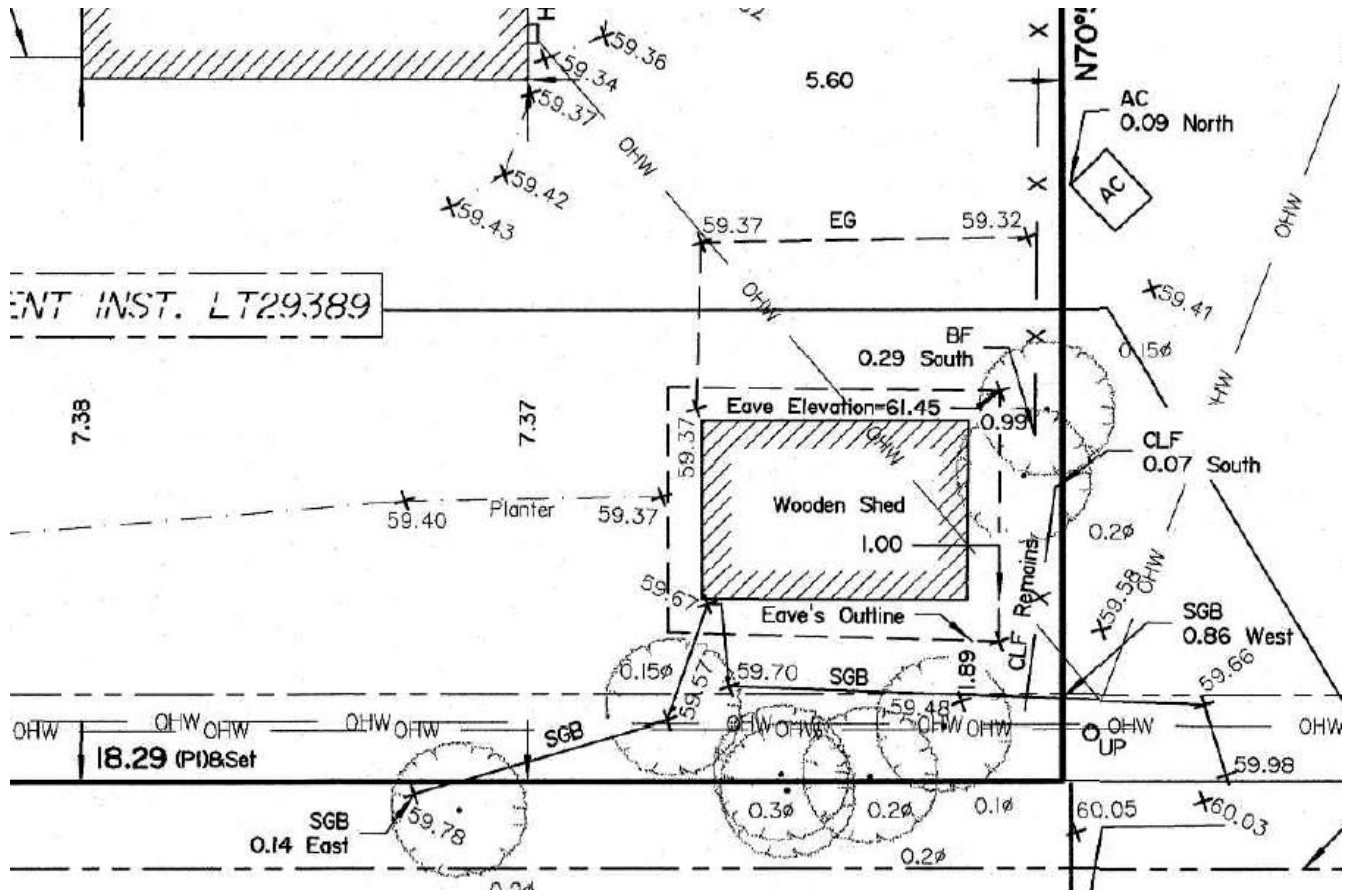 H
N70°5
59.36
59.34
5.60
59.37
AC
0.09 North
OHW
AC
59.42
59.43
59.37
EG
59.32
OHW
ENT INST. LT29389
OHW
59.41
BF
0.29 South
0.15ø
OHW
7.38
7.37
Eave Elevation=61.45
0.99
59.37
OHW
CLF
0.07 South
Wooden Shed
59.40
Planter
59.37
1.00
0.2ø
CLF Remains
OHW
59.58
59.67
Eave's Outline
SGB
0.86 West
0.15ø
59.57
59.70
SGB
1.89
59.66
59.48
OHW
OHW
OHW
OHW
SGB
OHW
OHW
OHW
OHW
OHW
UP
18.29 (P1)&Set
59.98
SGB
0.14 East
59.78
0.3ø
0.2ø
0.1ø
60.05
60.03
0.2ø